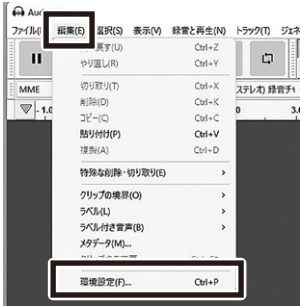 Au
ファイル(
編集(E)
選択(S)
表示(V)
録音と再生(N)
トラック(T)
ジェネ
戻す(U)
Ctrl+Z
やり直し(R)
Ctrl+Y
MME
切り取り(T)
Ctrl+X
ステレオ) 録音チャ
削除(D)
Ctrl+K
コピー(C)
Ctrl+C
-1.0
貼り付け(P)
Ctrl+V
3.0
複製(A)
Ctrl+D
特殊な削除・切り取り(E)
クリップの境界(O)
ラベル(L)
ラベル付き音声(B)
メタデータ(M)...
環境設定(F)...
Ctrl+P